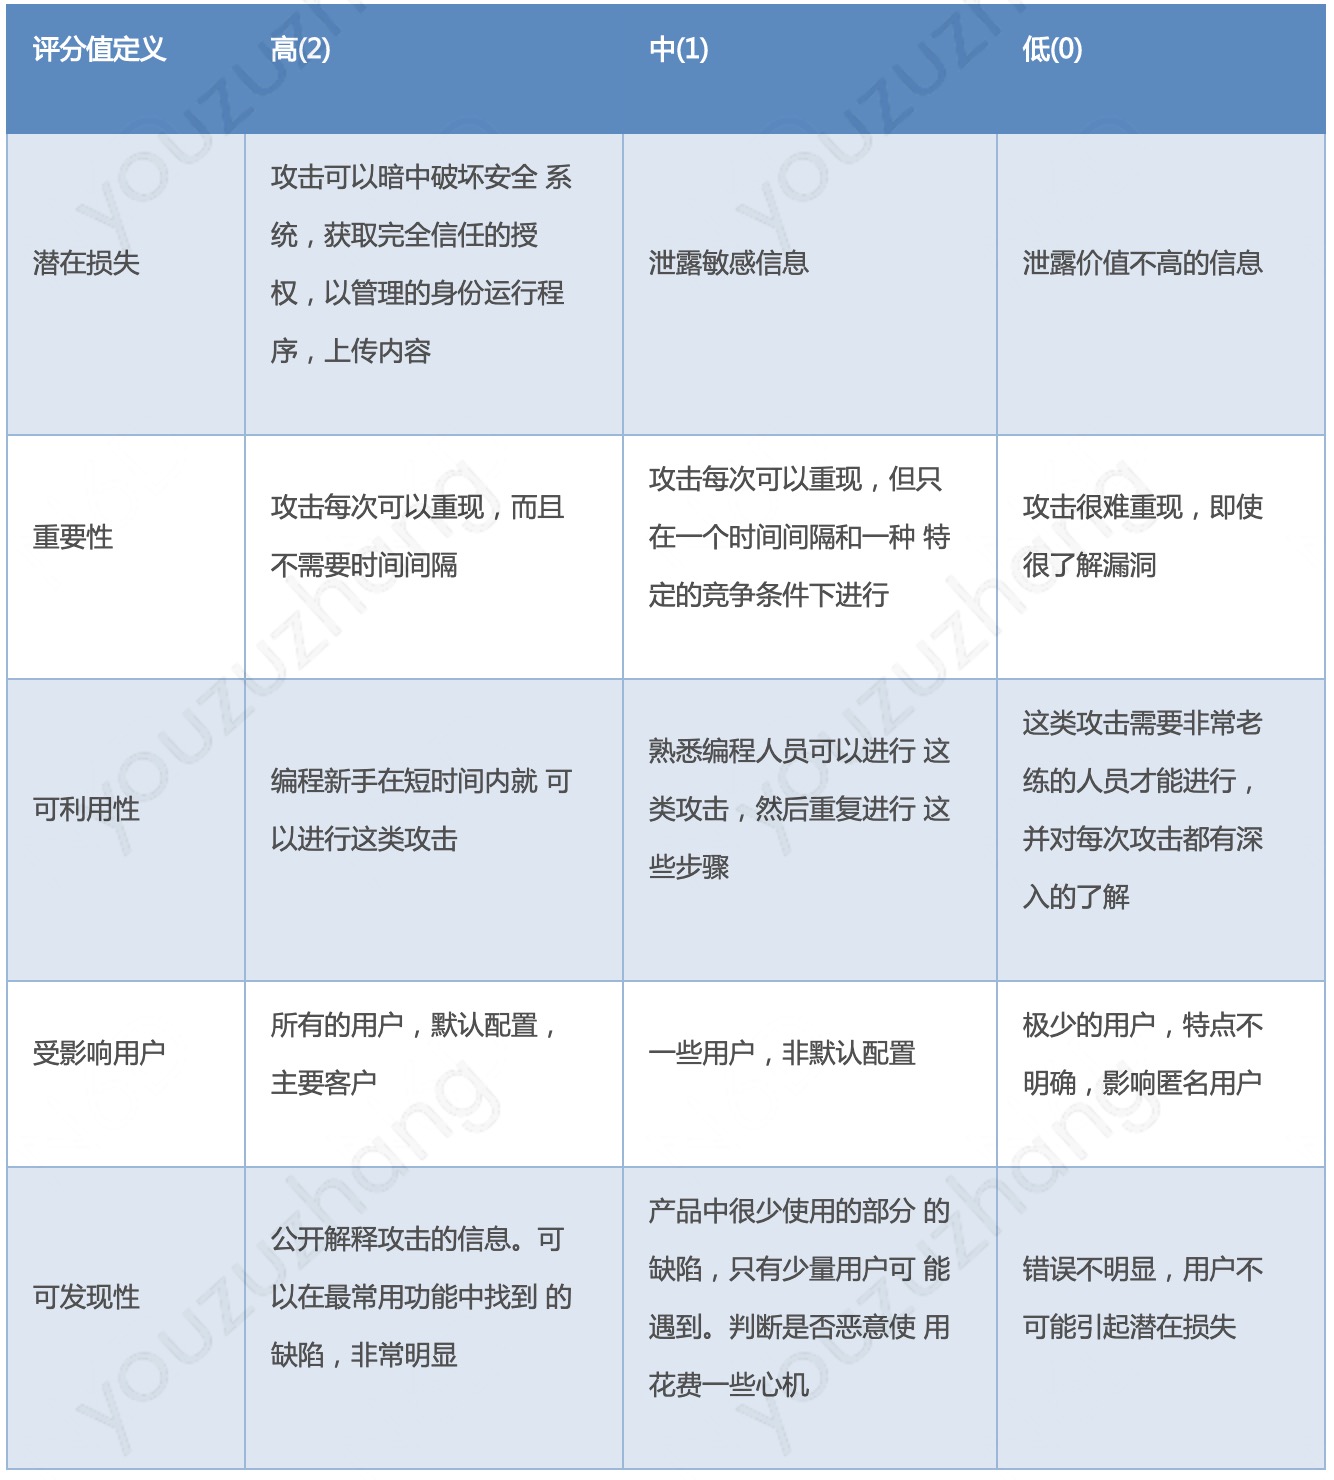 评分值定义 高(2) 中(1) 低(0)
潜在损失
攻击可以暗中破坏安全 系
统，获取完全信任的授
权，以管理的身份运行程
序，上传内容
泄露敏感信息
泄露价值不高的信息
重要性
攻击每次可以重现，而且
不需要时间间隔
攻击每次可以重现，但只
在一个时间间隔和一种 特
定的竞争条件下进行
攻击很难重现，即使
很了解漏洞
可利用性
编程新手在短时间内就 可
以进行这类攻击
熟悉编程人员可以进行 这
类攻击，然后重复进行 这
些步骤
这类攻击需要非常老
练的人员才能进行，
并对每次攻击都有深
入的了解
受影响用户
所有的用户，默认配置，
主要客户
一些用户，非默认配置
极少的用户，特点不
明确，影响匿名用户
可发现性
公开解释攻击的信息。可
以在最常用功能中找到 的
缺陷，非常明显
产品中很少使用的部分 的
缺陷，只有少量用户可 能
遇到。判断是否恶意使 用
花费一些心机
错误不明显，用户不
可能引起潜在损失
youzuzhang
youzuzhang
youzuzhang
youzuzhang
youzuzhang
youzuzhang